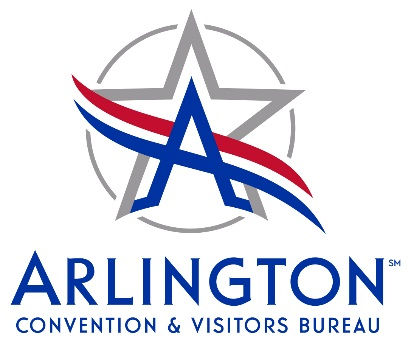 A
ARLINGTON℠
CONVENTION & VISITORS BUREAU